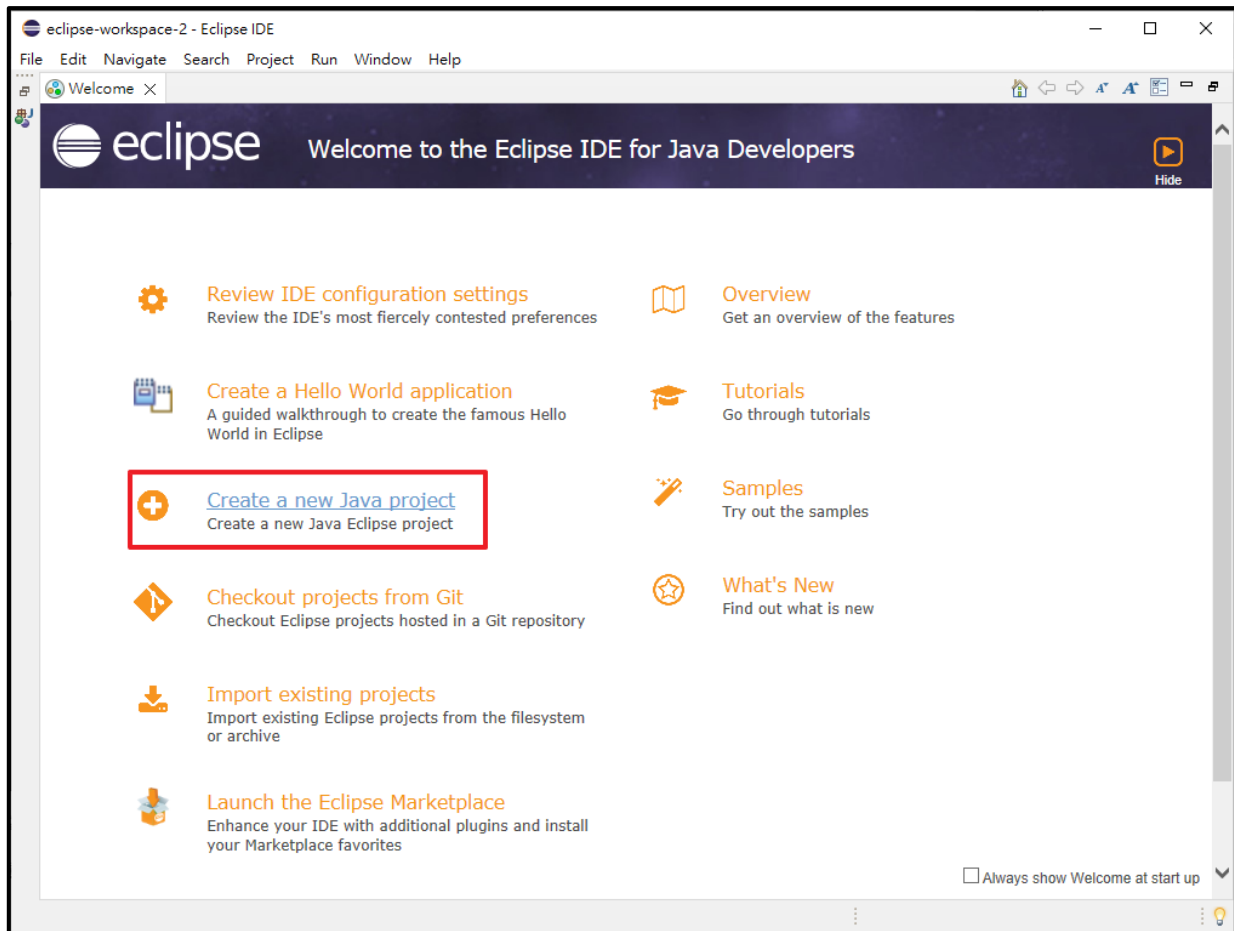 eclipse-workspace-2 - Eclipse IDE
File Edit Navigate Search Project Run Window Help
Welcome
eclipse Welcome to the Eclipse IDE for Java Developers
Hide
Review IDE configuration settings
Review the IDE's most fiercely contested preferences
Create a Hello World application
A guided walkthrough to create the famous Hello
World in Eclipse
Create a new Java project
Create a new Java Eclipse project
Checkout projects from Git
Checkout Eclipse projects hosted in a Git repository
Import existing projects
Import existing Eclipse projects from the filesystem
or archive
Launch the Eclipse Marketplace
Enhance your IDE with additional plugins and install
your Marketplace favorites
Overview
Get an overview of the features
Tutorials
Go through tutorials
Samples
Try out the samples
What's New
Find out what is new
Always show Welcome at start up